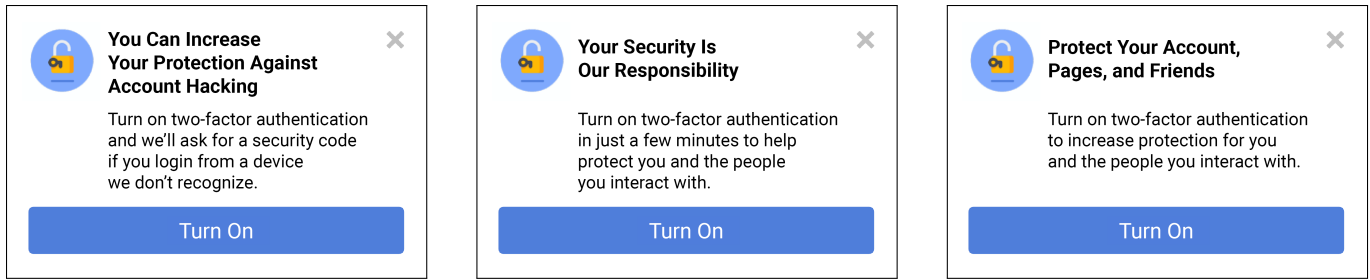 You Can Increase
Your Protection Against
Account Hacking
Turn on two-factor authentication
and we'll ask for a security code
if you login from a device
we don't recognize.
Turn On
Your Security Is
Our Responsibility
Turn on two-factor authentication
in just a few minutes to help
protect you and the people
you interact with.
Turn On
Protect Your Account,
Pages, and Friends
Turn on two-factor authentication
to increase protection for you
and the people you interact with.
Turn On